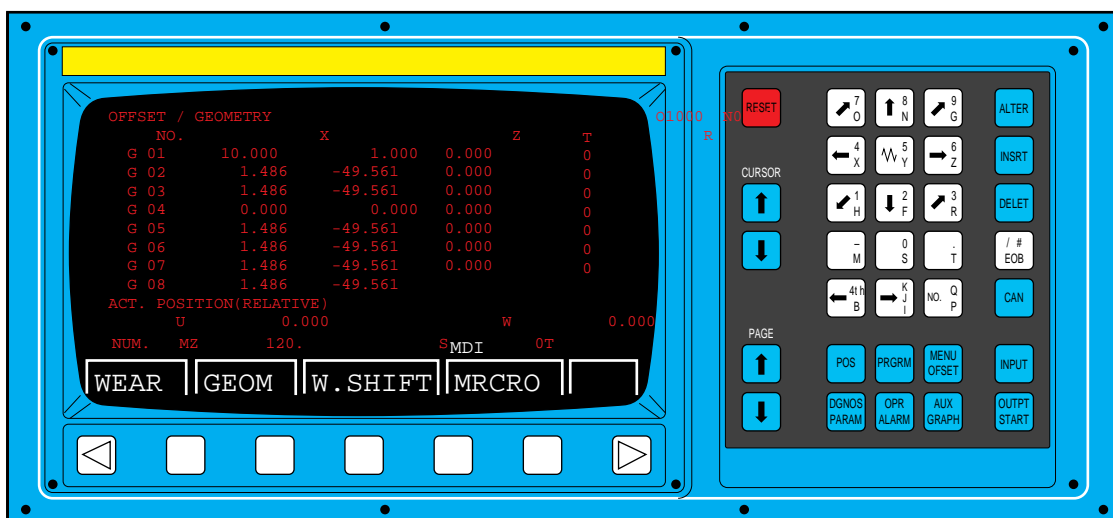 OFFSET / GEOMETRY O1000 N0
NO. X Z T R
G 01 10.000 1.000 0.000 0
G 02 1.486 -49.561 0.000 0
G 03 1.486 -49.561 0.000 0
G 04 0.000 0.000 0.000 0
G 05 1.486 -49.561 0.000 0
G 06 1.486 -49.561 0.000 0
G 07 1.486 -49.561 0.000 0
G 08 1.486 -49.561
ACT. POSITION(RELATIVE)
U 0.000 W 0.000
NUM. MZ 120. S 0T
MDI
WEAR GEOM W.SHIFT MRCRO
RESET
7 O 8 N 9 G ALTER
4 X 5 Y 6 Z INSRT
CURSOR
1 H 2 F 3 R DELET
- M 0 S . T / # EOB
4th B K J I NO. Q P CAN
PAGE
POS PRGRM MENU OFSET INPUT
DGNOS PARAM OPR ALARM AUX GRAPH OUTPT START